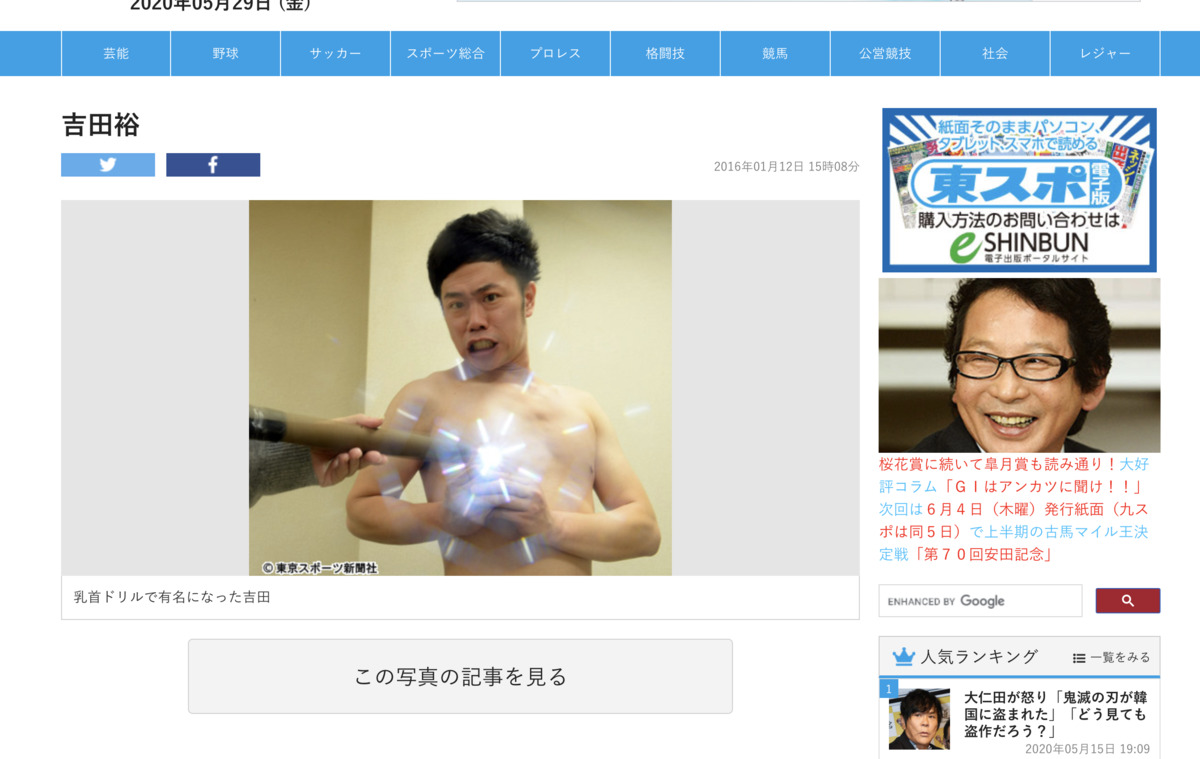 2020年05月29日 (金)
芸能
野球
サッカー
スポーツ総合
プロレス
格闘技
競馬
公営競技
社会
レジャー
吉田裕
2016年01月12日 15時08分
©東京スポーツ新聞社
乳首ドリルで有名になった吉田
この写真の記事を見る
紙面そのままパソコン、
タブレット、スマホで読める
東スポ電子版
購入方法のお問い合わせは
eSHINBUN
電子出版ポータルサイト
桜花賞に続いて皐月賞も読み通り！大好
評コラム「ＧＩはアンカツに聞け！！」
次回は６月４日（木曜）発行紙面（九ス
ポは同５日）で上半期の古馬マイル王決
定戦「第７０回安田記念」
ENHANCED BY Google
人気ランキング
一覧をみる
1
大仁田が怒り「鬼滅の刃が韓
国に盗まれた」「どう見ても
盗作だろう？」
2020年05月15日 19:09